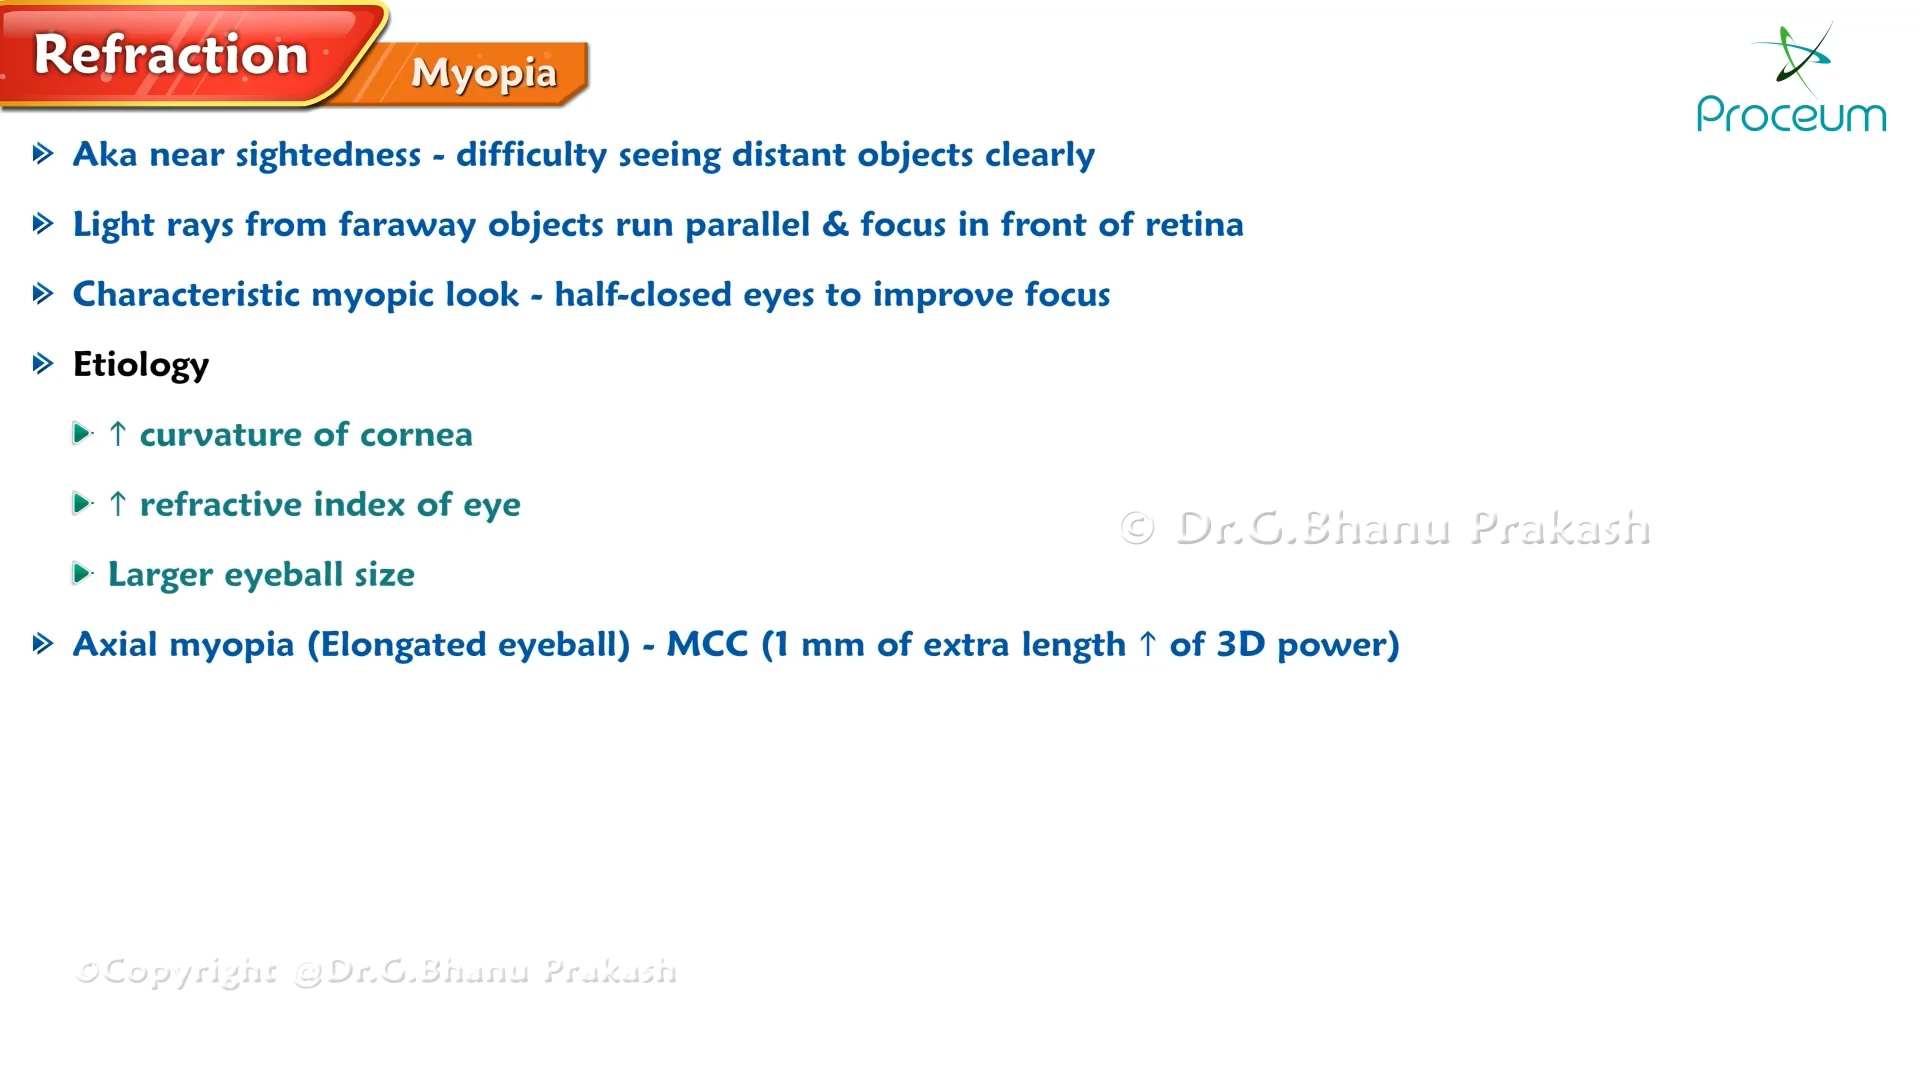 Refraction
Myopia
Proceum
Aka near sightedness - difficulty seeing distant objects clearly
Light rays from faraway objects run parallel & focus in front of retina
Characteristic myopic look - half-closed eyes to improve focus
Etiology
↑ curvature of cornea
↑ refractive index of eye
© Dr.G.Bhanu Prakash
Larger eyeball size
Axial myopia (Elongated eyeball) - MCC (1 mm of extra length ↑ of 3D power)
©Copyright @Dr.G.Bhanu Prakash